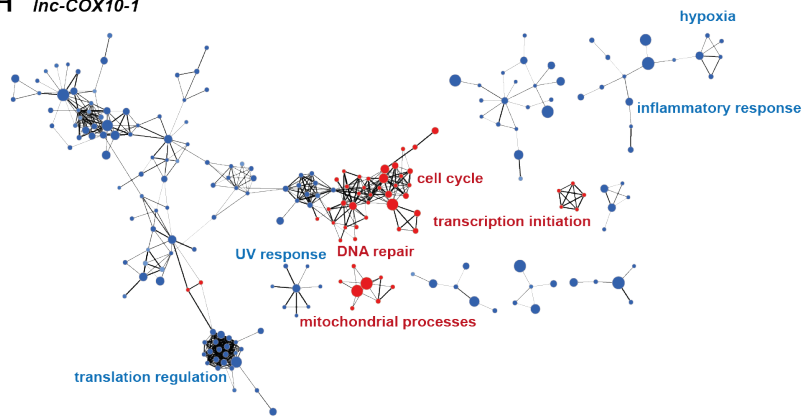 H lnc-COX10-1
hypoxia
inflammatory response
cell cycle
transcription initiation
UV response
DNA repair
mitochondrial processes
translation regulation